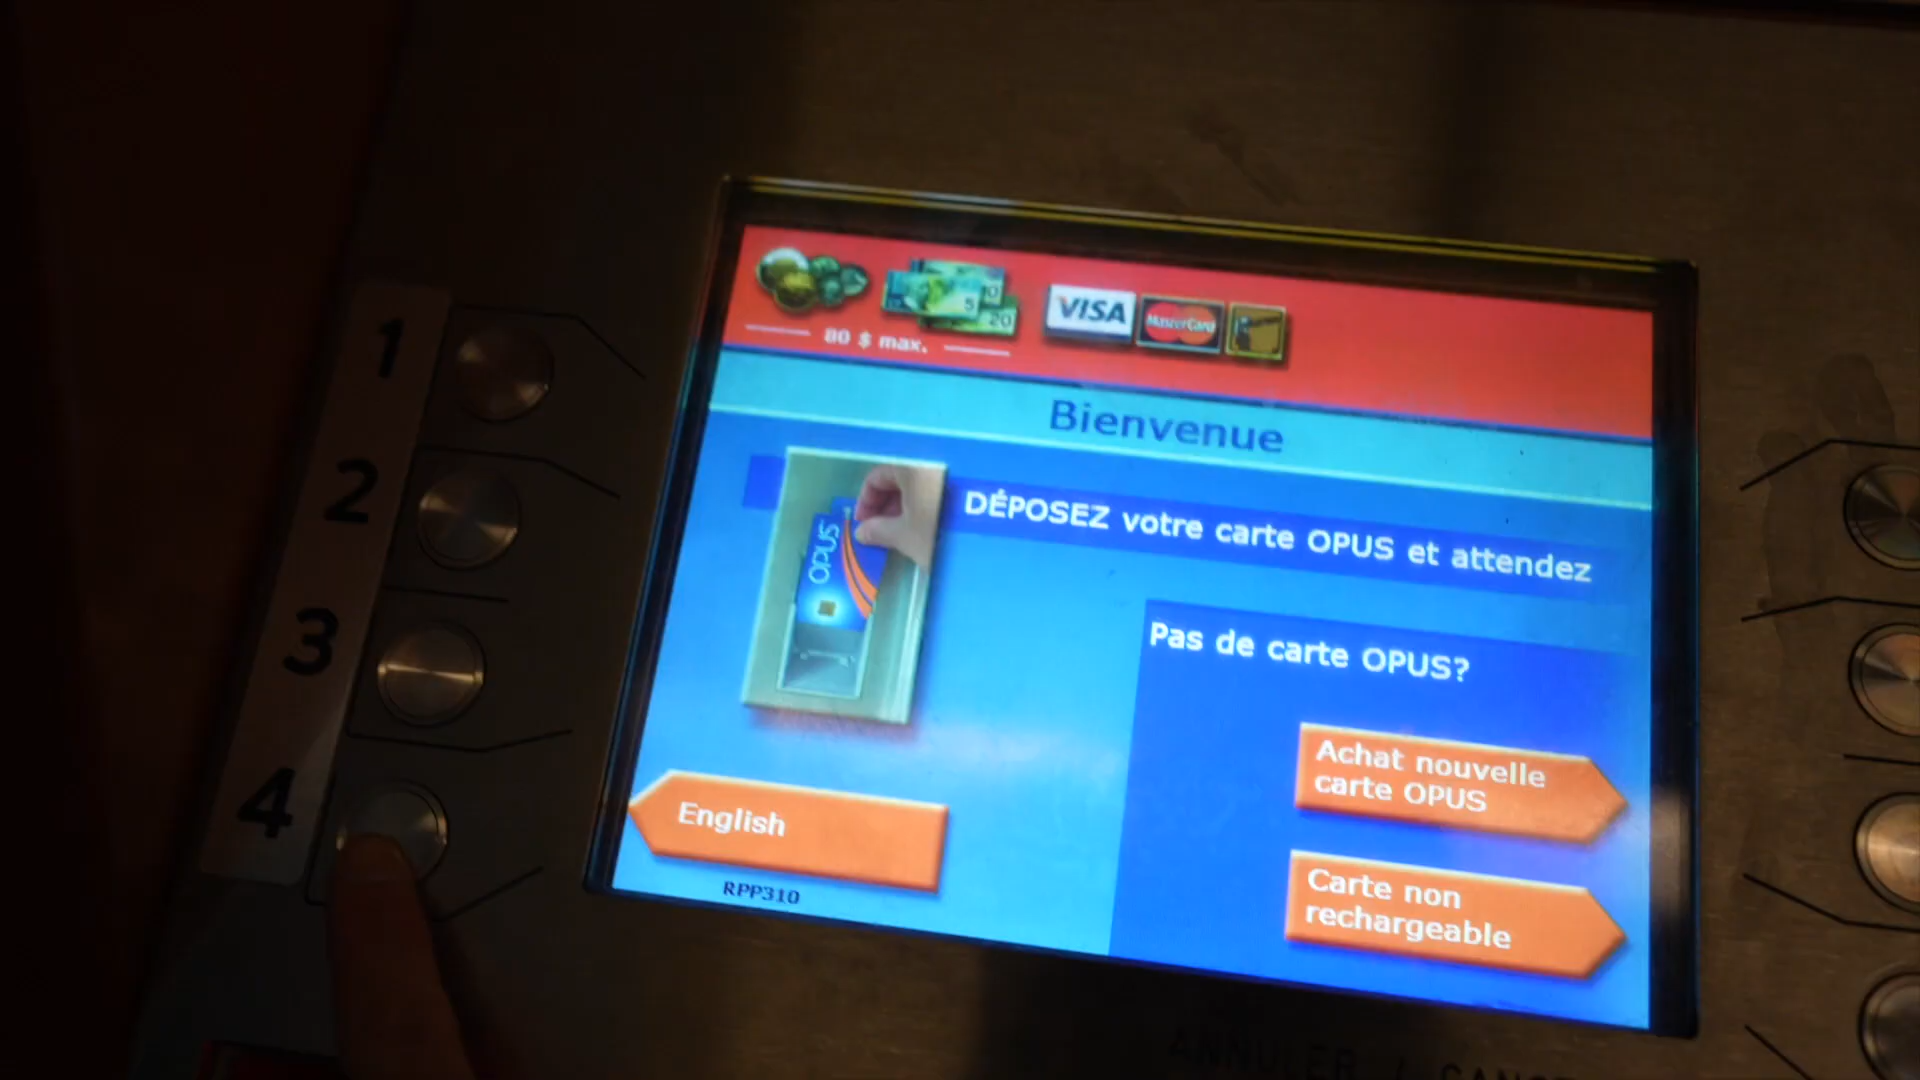 VISA
MasterCard
5
20
80 $ max.
Bienvenue
1
2
3
4
OPUS
DÉPOSEZ votre carte OPUS et attendez
Pas de carte OPUS?
Achat nouvelle
carte OPUS
English
Carte non
rechargeable
RPP310
ANNULER /